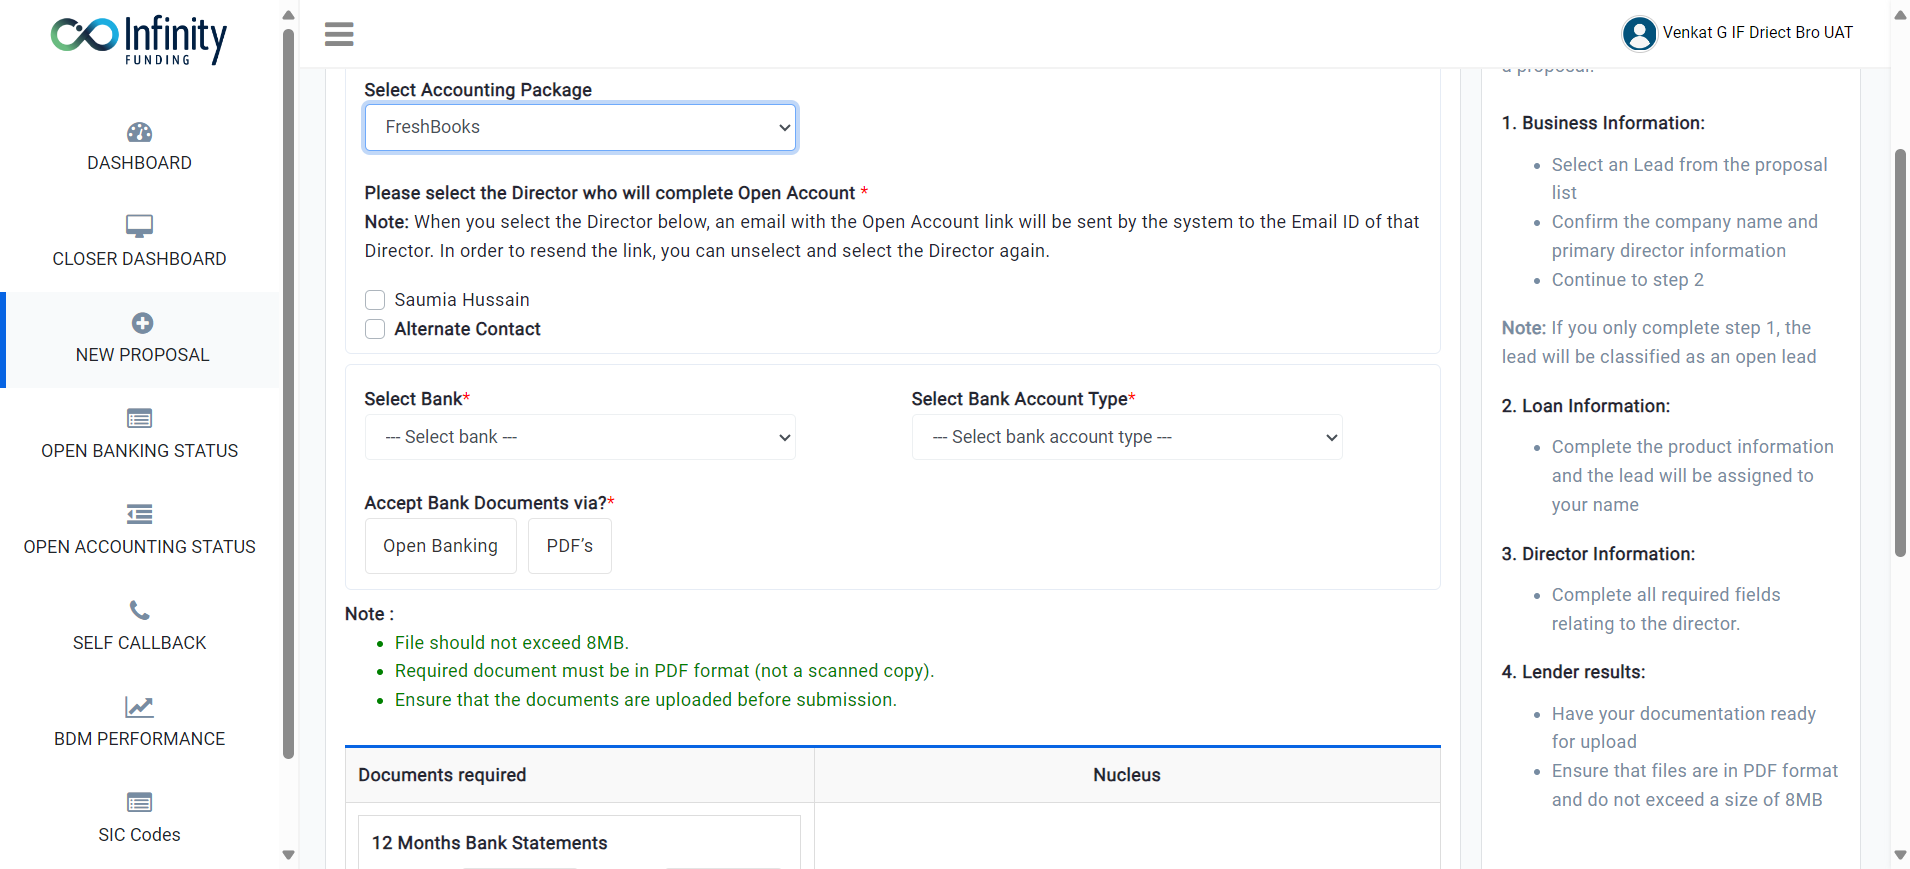 Infinity
FUNDING
DASHBOARD
CLOSER DASHBOARD
NEW PROPOSAL
OPEN BANKING STATUS
OPEN ACCOUNTING STATUS
SELF CALLBACK
BDM PERFORMANCE
SIC Codes
Venkat G IF Driect Bro UAT
Select Accounting Package
FreshBooks
Please select the Director who will complete Open Account *
Note: When you select the Director below, an email with the Open Account link will be sent by the system to the Email ID of that
Director. In order to resend the link, you can unselect and select the Director again.
Saumia Hussain
Alternate Contact
Select Bank*
--- Select bank ---
Select Bank Account Type*
--- Select bank account type ---
Accept Bank Documents via?*
Open Banking
PDF’s
Note :
• File should not exceed 8MB.
• Required document must be in PDF format (not a scanned copy).
• Ensure that the documents are uploaded before submission.
Documents required
Nucleus
12 Months Bank Statements
a proposal.
1. Business Information:
• Select an Lead from the proposal
list
• Confirm the company name and
primary director information
• Continue to step 2
Note: If you only complete step 1, the
lead will be classified as an open lead
2. Loan Information:
• Complete the product information
and the lead will be assigned to
your name
3. Director Information:
• Complete all required fields
relating to the director.
4. Lender results:
• Have your documentation ready
for upload
• Ensure that files are in PDF format
and do not exceed a size of 8MB